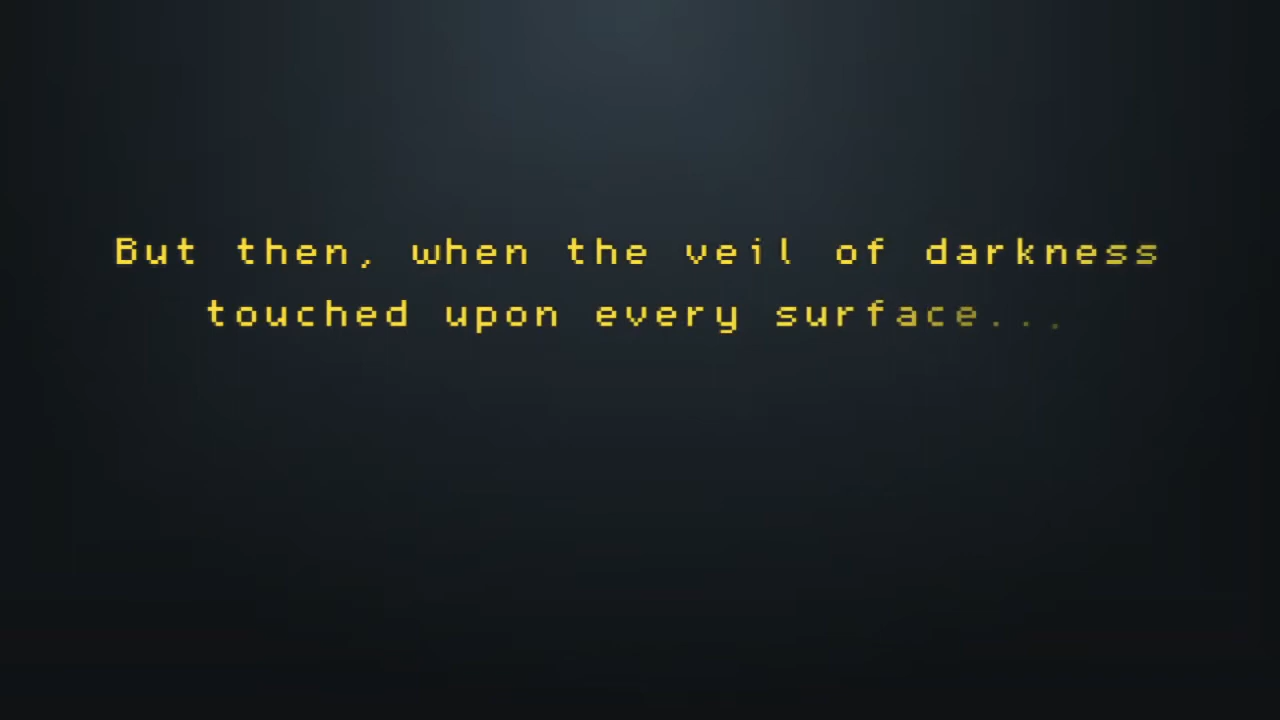 But then, when the veil of darkness
touched upon every surface...